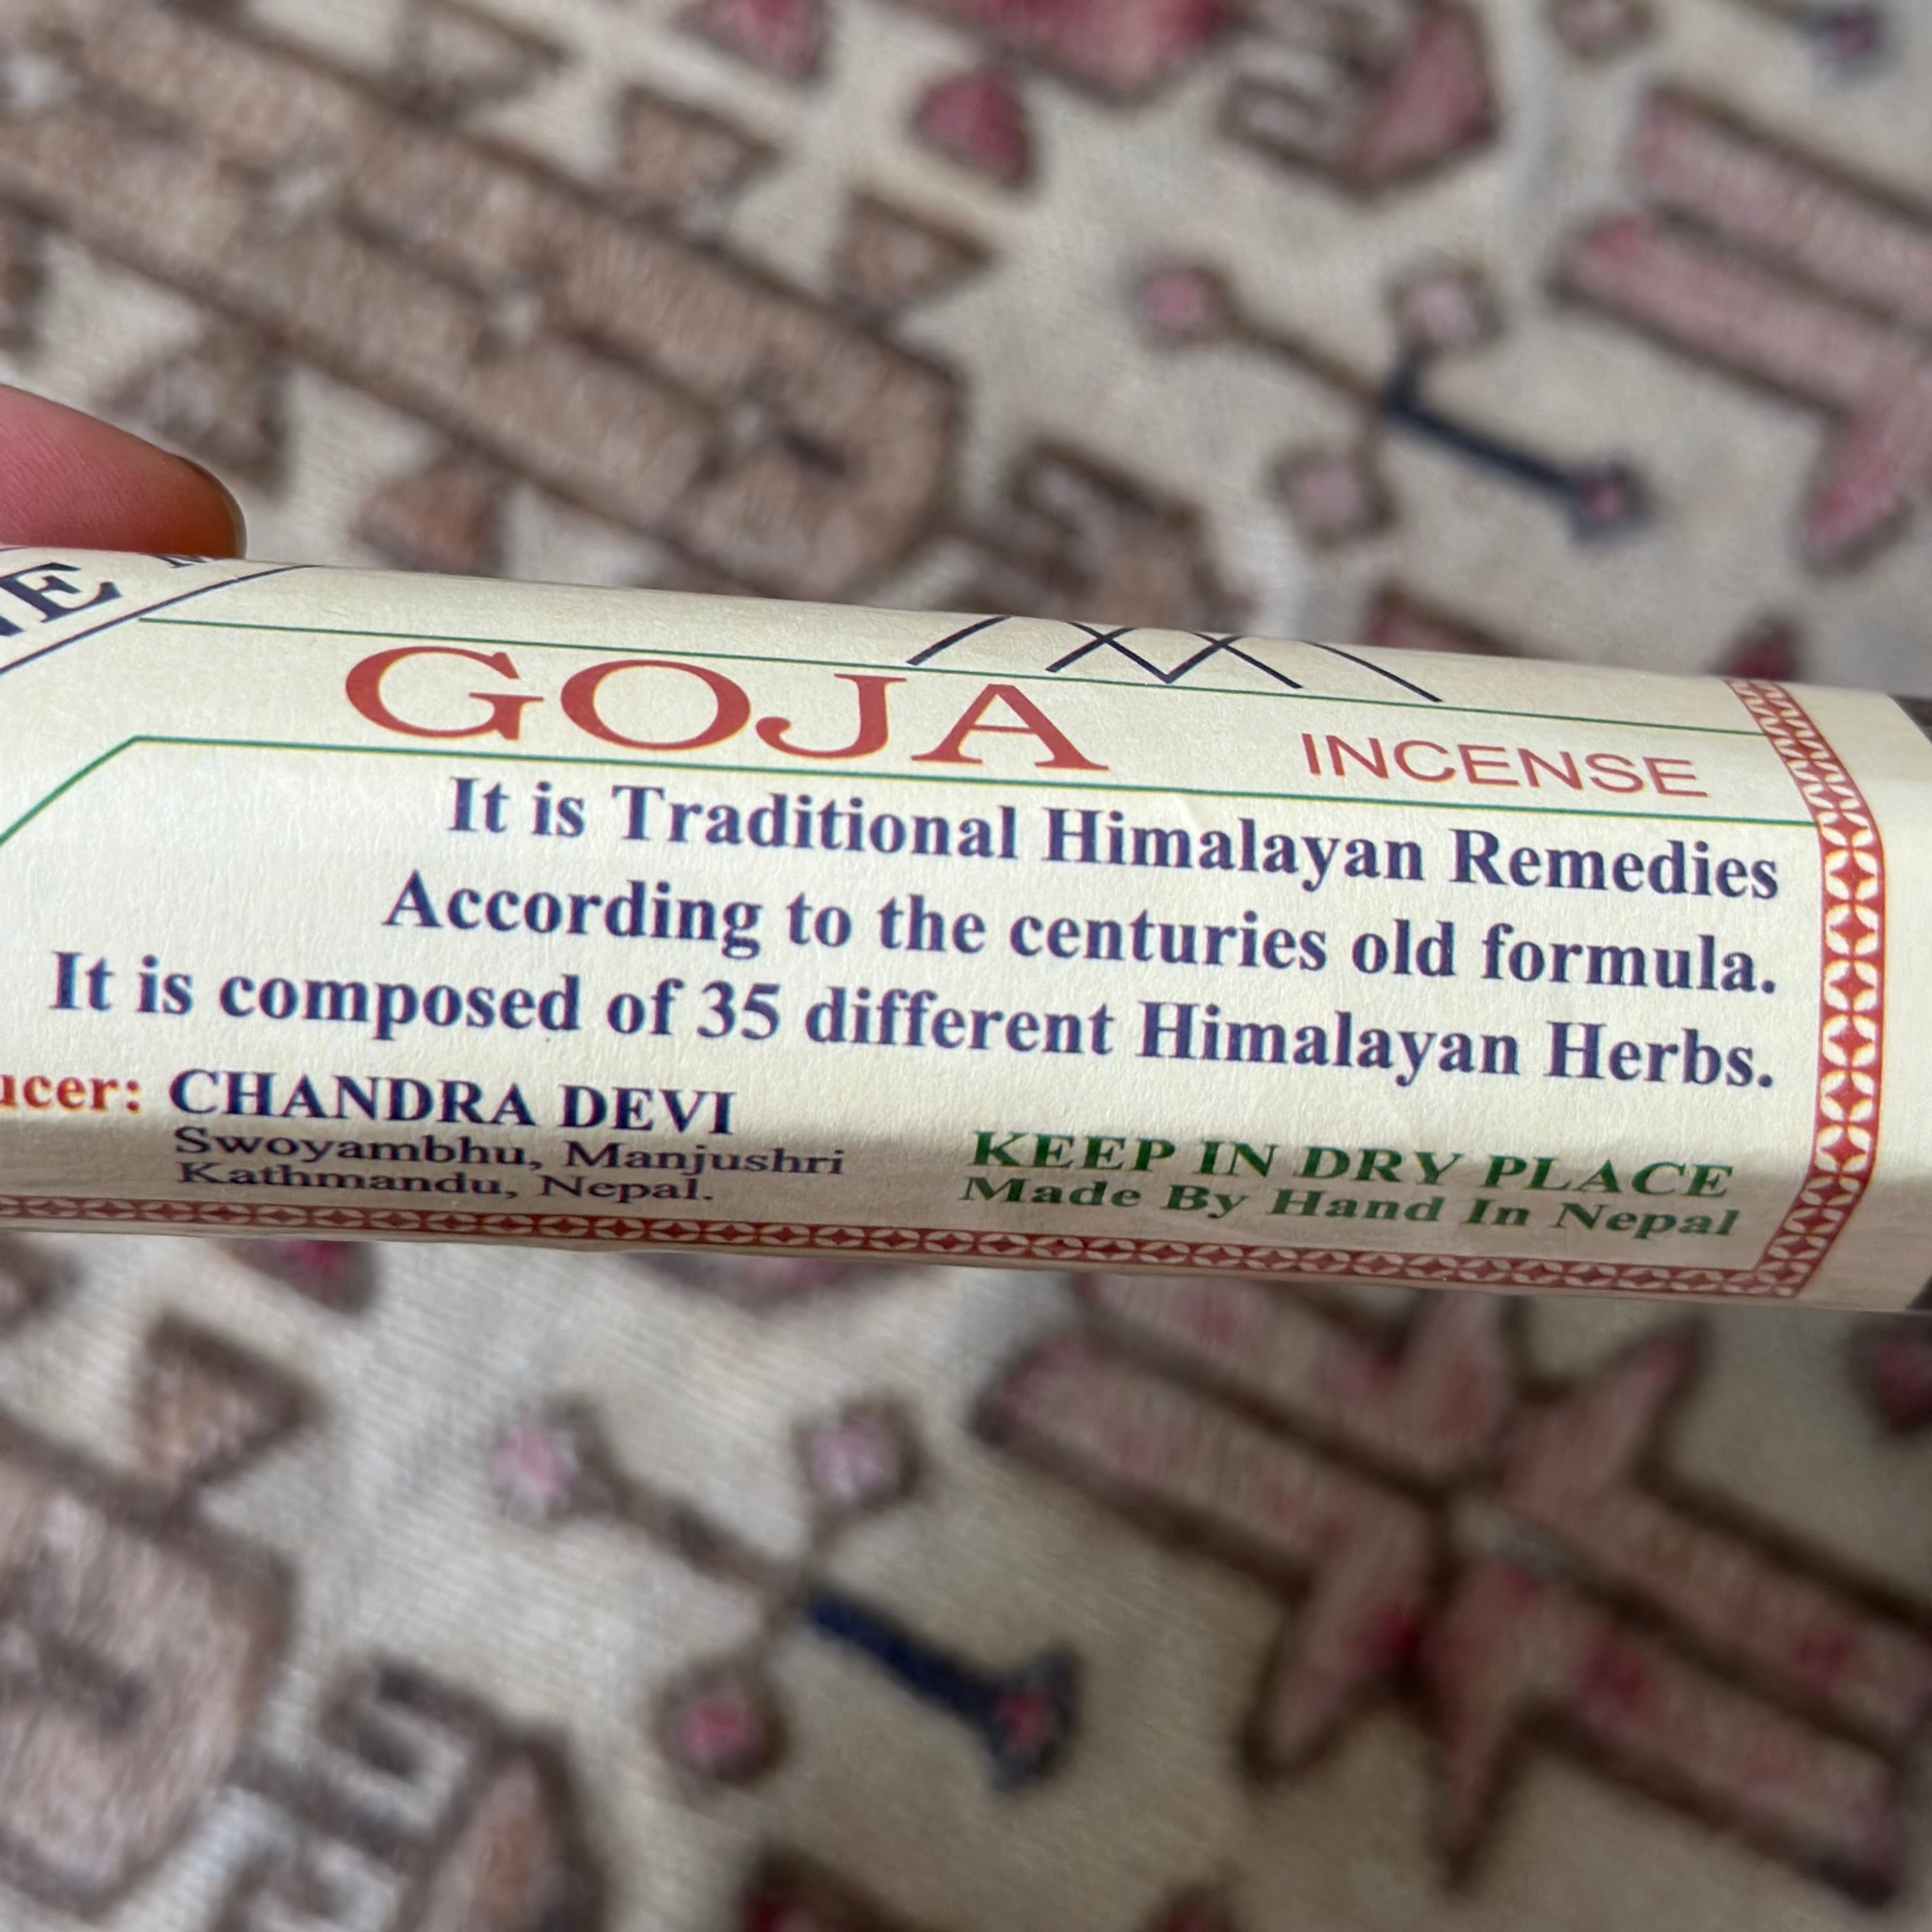 GOJA INCENSE
It is Traditional Himalayan Remedies
According to the centuries old formula.
It is composed of 35 different Himalayan Herbs.
ucer: CHANDRA DEVI
Swoyambhu, Manjushri
Kathmandu, Nepal.
KEEP IN DRY PLACE
Made By Hand In Nepal